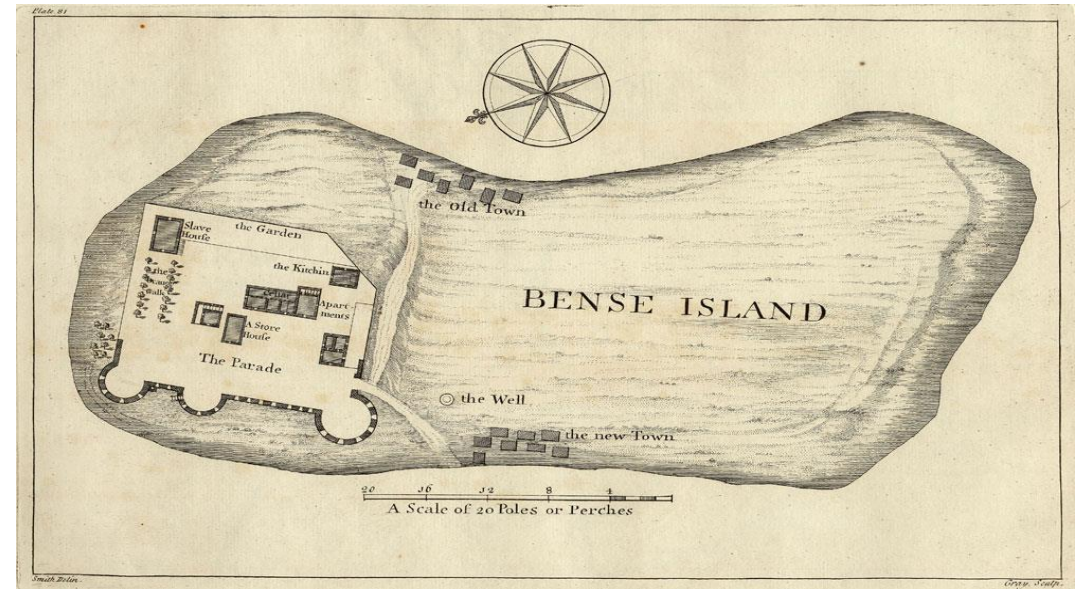 Plate. 81
the Old Town
Slave
House
the Garden
the Kitchin
the
Walk
Apart
ments
A Store
House
The Parade
BENSE ISLAND
the Well
the new Town
20 16 12 8 4
A Scale of 20 Poles or Perches
Smith Delin.
Gray. Sculp.